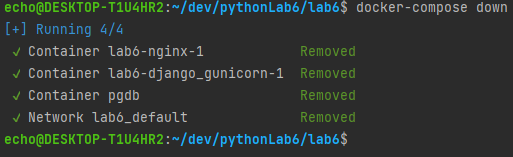 echo@DESKTOP-T1U4HR2:~/dev/pythonLab6/lab6$ docker-compose down
[+] Running 4/4
✔ Container lab6-nginx-1 Removed
✔ Container lab6-django_gunicorn-1 Removed
✔ Container pgdb Removed
✔ Network lab6_default Removed
echo@DESKTOP-T1U4HR2:~/dev/pythonLab6/lab6$